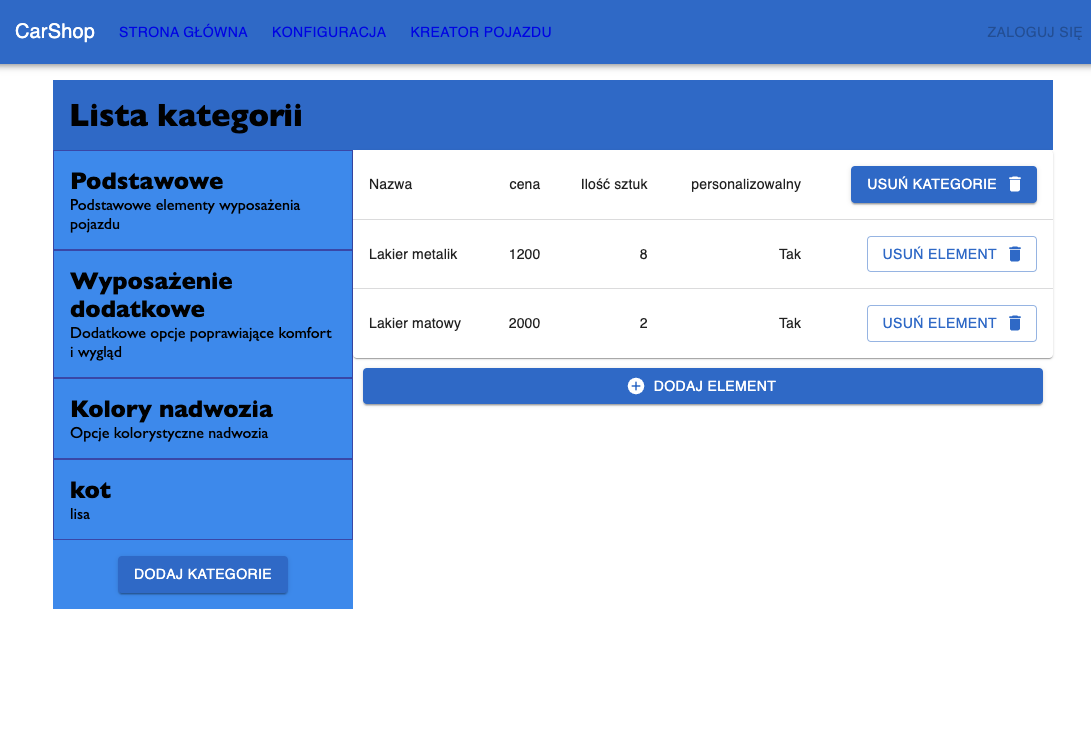 CarShop STRONA GŁÓWNA KONFIGURACJA KREATOR POJAZDU ZALOGUJ SIĘ
Lista kategorii
Podstawowe
Podstawowe elementy wyposażenia
pojazdu
Wyposażenie
dodatkowe
Dodatkowe opcje poprawiające komfort
i wygląd
Kolory nadwozia
Opcje kolorystyczne nadwozia
kot
lisa
DODAJ KATEGORIE
Nazwa cena Ilość sztuk personalizowalny USUŃ KATEGORIE
Lakier metalik 1200 8 Tak USUŃ ELEMENT
Lakier matowy 2000 2 Tak USUŃ ELEMENT
DODAJ ELEMENT